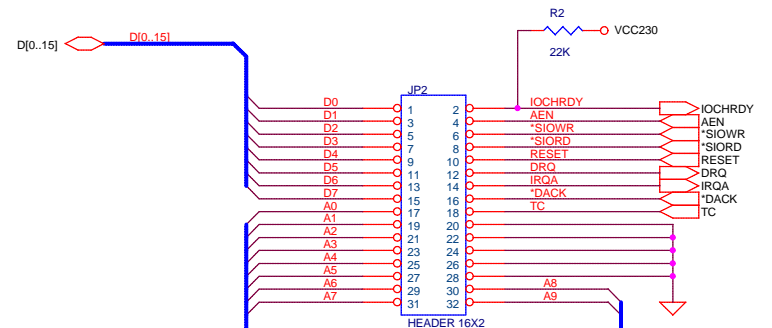 R2
VCC230
22K
D[0..15] D[0..15]
JP2
D0 1 2 IOCHRDY IOCHRDY
D1 3 4 AEN AEN
D2 5 6 *SIOWR *SIOWR
D3 7 8 *SIORD *SIORD
D4 9 10 RESET RESET
D5 11 12 DRQ DRQ
D6 13 14 IRQA IRQA
D7 15 16 *DACK *DACK
A0 17 18 TC TC
A1 19 20
A2 21 22
A3 23 24
A4 25 26
A5 27 28
A6 29 30 A8
A7 31 32 A9
HEADER 16X2